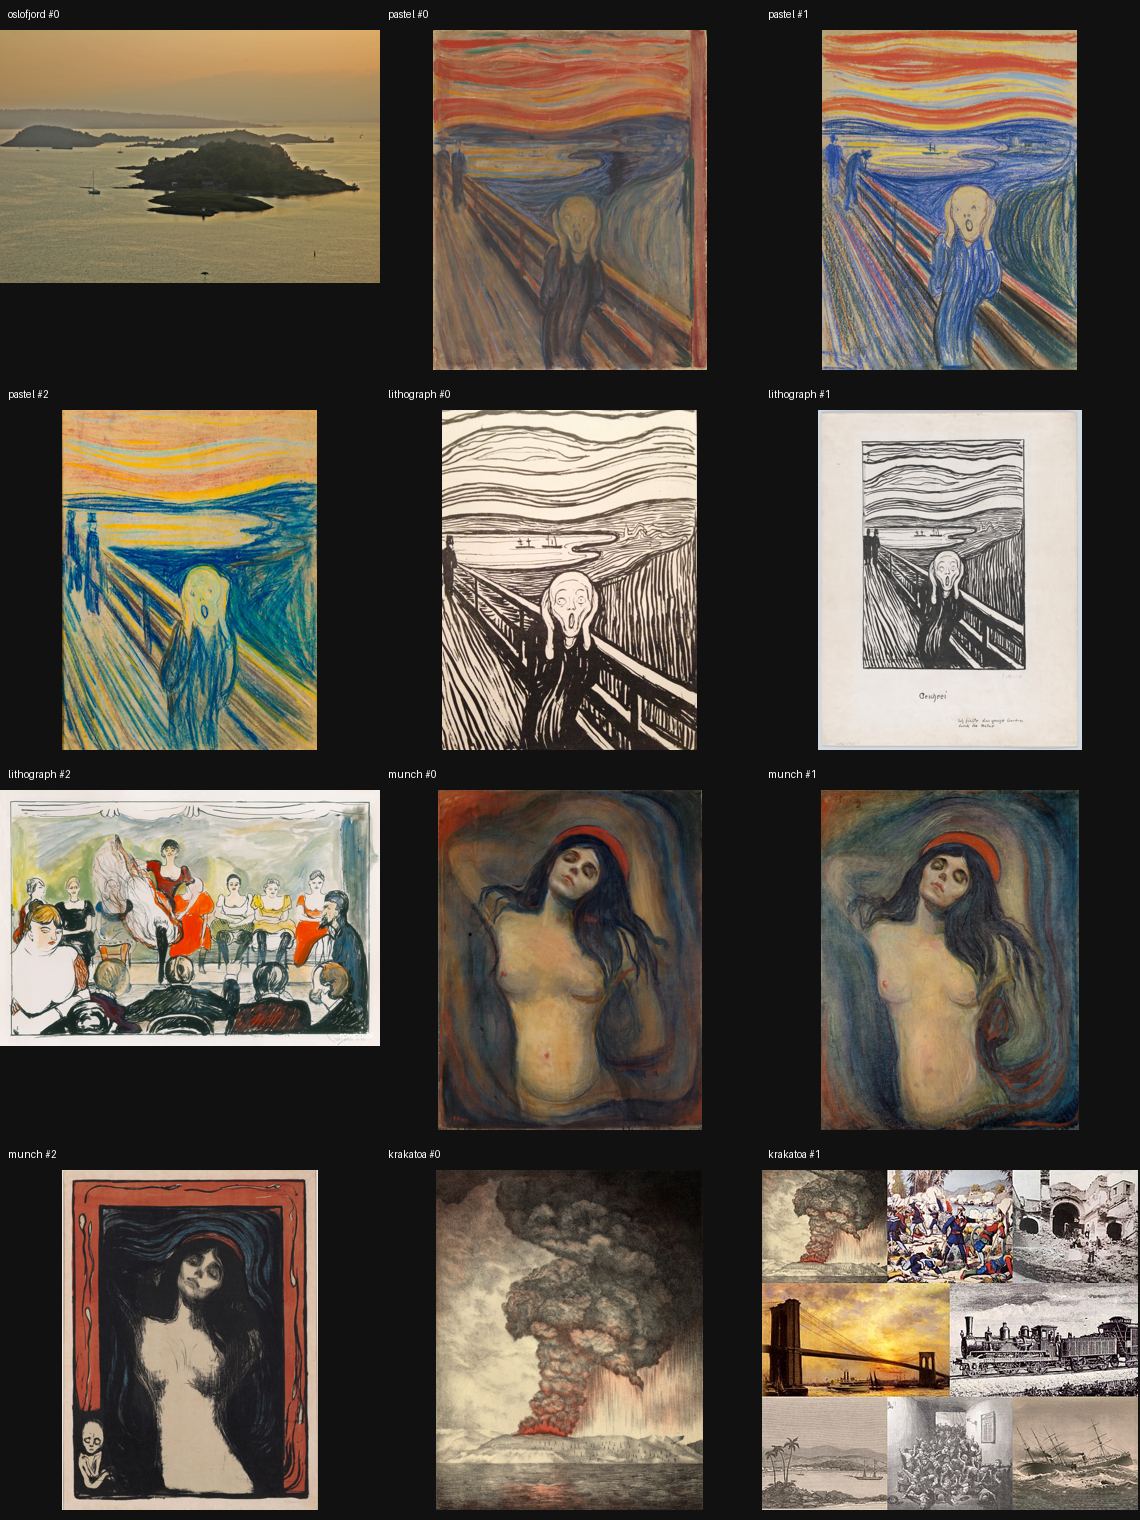 oslofjord #0
pastel #0
pastel #1
pastel #2
lithograph #0
lithograph #1
Geschrei
lithograph #2
munch #0
munch #1
munch #2
krakatoa #0
krakatoa #1